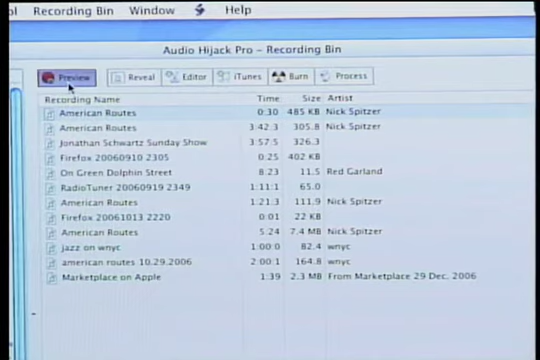 ol Recording Bin Window Help
Audio Hijack Pro - Recording Bin
Preview Reveal Editor iTunes Burn Process
Recording Name Time Size Artist
American Routes 0:30 485 KB Nick Spitzer
American Routes 3:42:3 305.8 Nick Spitzer
Jonathan Schwartz Sunday Show 3:57:5 326.3
Firefox 20060910 2305 0:25 402 KB
On Green Dolphin Street 8:23 11.5 Red Garland
RadioTuner 20060919 2349 1:11:1 65.0
American Routes 1:21:3 111.9 Nick Spitzer
Firefox 20061013 2220 0:01 22 KB
American Routes 5:24 7.4 MB Nick Spitzer
jazz on wnyc 1:00:0 82.4 wnyc
american routes 10.29.2006 2:00:1 164.8 wnyc
Marketplace on Apple 1:39 2.3 MB From Marketplace 29 Dec, 2006